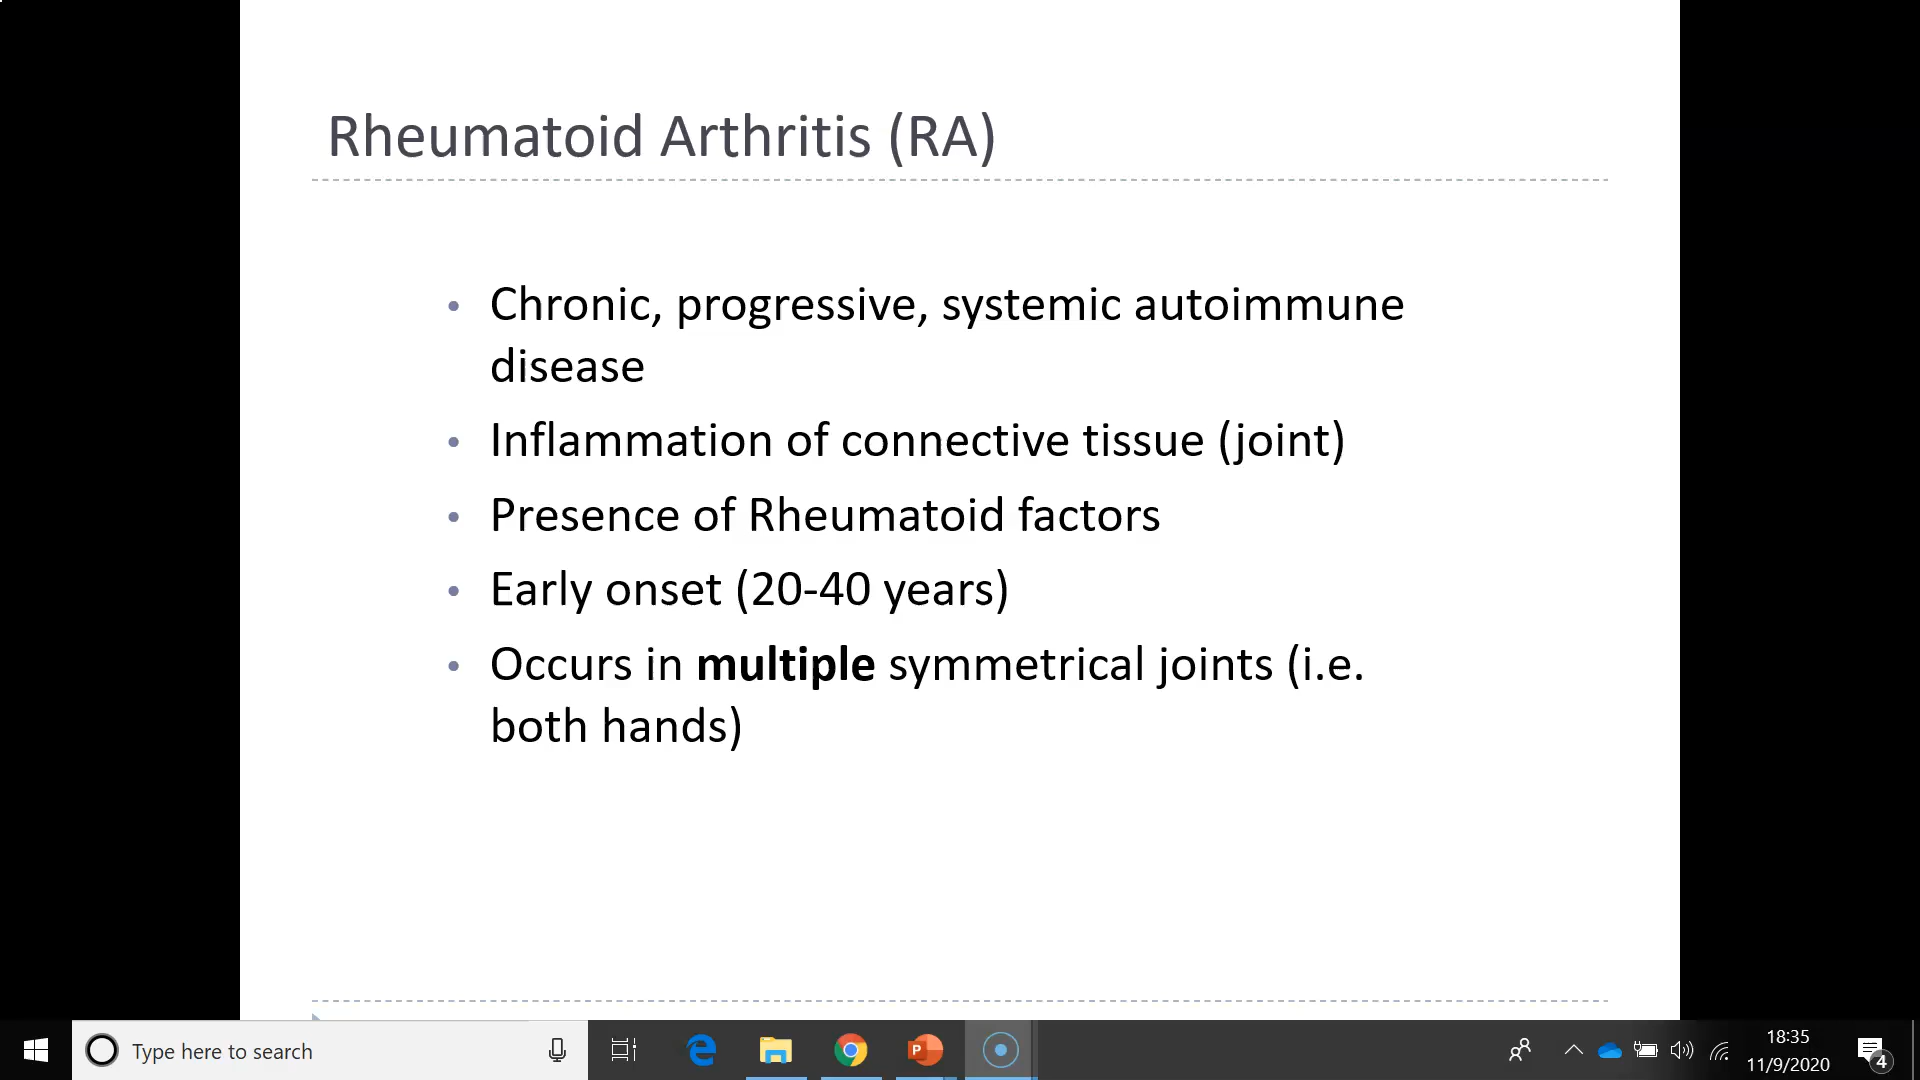 Rheumatoid Arthritis (RA)
• Chronic, progressive, systemic autoimmune
disease
• Inflammation of connective tissue (joint)
• Presence of Rheumatoid factors
• Early onset (20-40 years)
• Occurs in multiple symmetrical joints (i.e.
both hands)
Type here to search
P
18:35
11/9/2020
4